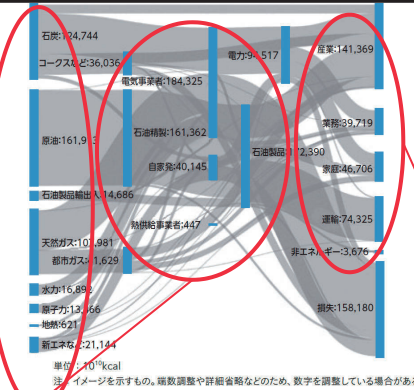 石炭:124,744
コークスなど:36,036
電力:94,517
産業:141,369
電気事業者:184,325
原油:161,9
石油精製:161,362
業務:39,719
石油製品:172,390
自家発:40,145
家庭:46,706
石油製品輸出入:14,686
運輸:74,325
熱供給事業者:447
天然ガス:10 ,981
都市ガス:41,629
非エネルギー:3,676
水力:16,89
損失:158,180
原子力:13, 66
地熱:621
新エネなど:21,144
単位:10¹⁰kcal
注:イメージを示すもの。端数調整や詳細省略などのため、数字を調整している場合があ